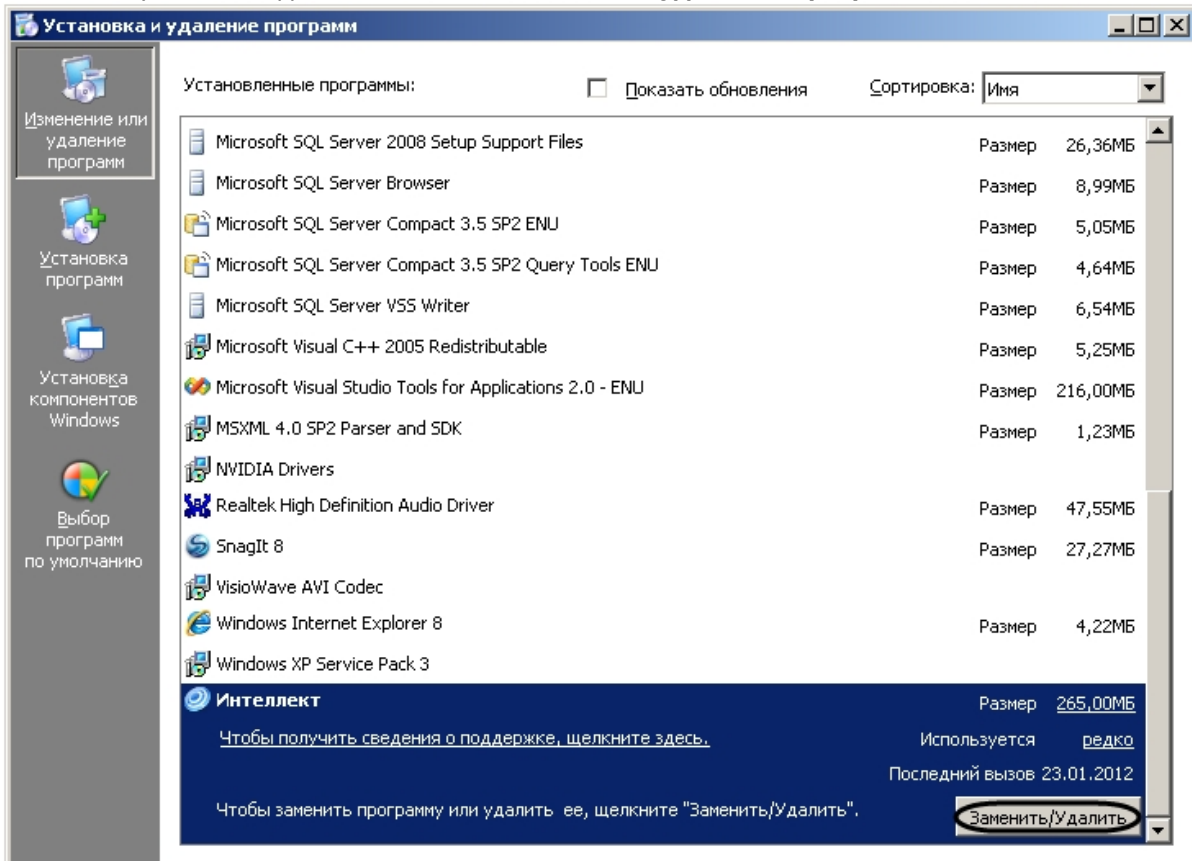 Установка и удаление программ
Изменение или
удаление
программ
Установка
программ
Установка
компонентов
Windows
Выбор
программ
по умолчанию
Установленные программы: Показать обновления Сортировка: Имя
Microsoft SQL Server 2008 Setup Support Files Размер 26,36МБ
Microsoft SQL Server Browser Размер 8,99МБ
Microsoft SQL Server Compact 3.5 SP2 ENU Размер 5,05МБ
Microsoft SQL Server Compact 3.5 SP2 Query Tools ENU Размер 4,64МБ
Microsoft SQL Server VSS Writer Размер 6,54МБ
Microsoft Visual C++ 2005 Redistributable Размер 5,25МБ
Microsoft Visual Studio Tools for Applications 2.0 - ENU Размер 216,00МБ
MSXML 4.0 SP2 Parser and SDK Размер 1,23МБ
NVIDIA Drivers
Realtek High Definition Audio Driver Размер 47,55МБ
SnagIt 8 Размер 27,27МБ
VisioWave AVI Codec
Windows Internet Explorer 8 Размер 4,22МБ
Windows XP Service Pack 3
Интеллект Размер 265,00МБ
Чтобы получить сведения о поддержке, щелкните здесь. Используется редко
Последний вызов 23.01.2012
Чтобы заменить программу или удалить ее, щелкните "Заменить/Удалить". Заменить/Удалить